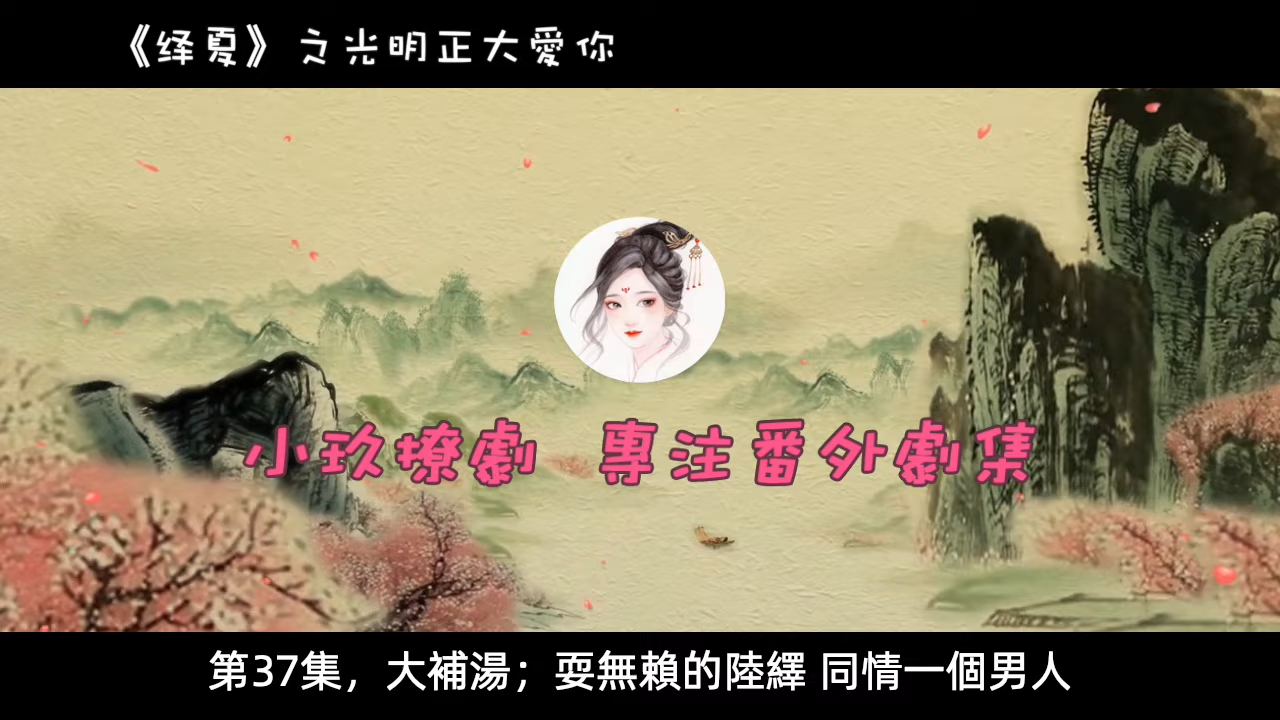 《绎夏》之光明正大愛你
小玖撩劇 專注番外劇集
第37集，大補湯；耍無賴的陸繹 同情一個男人